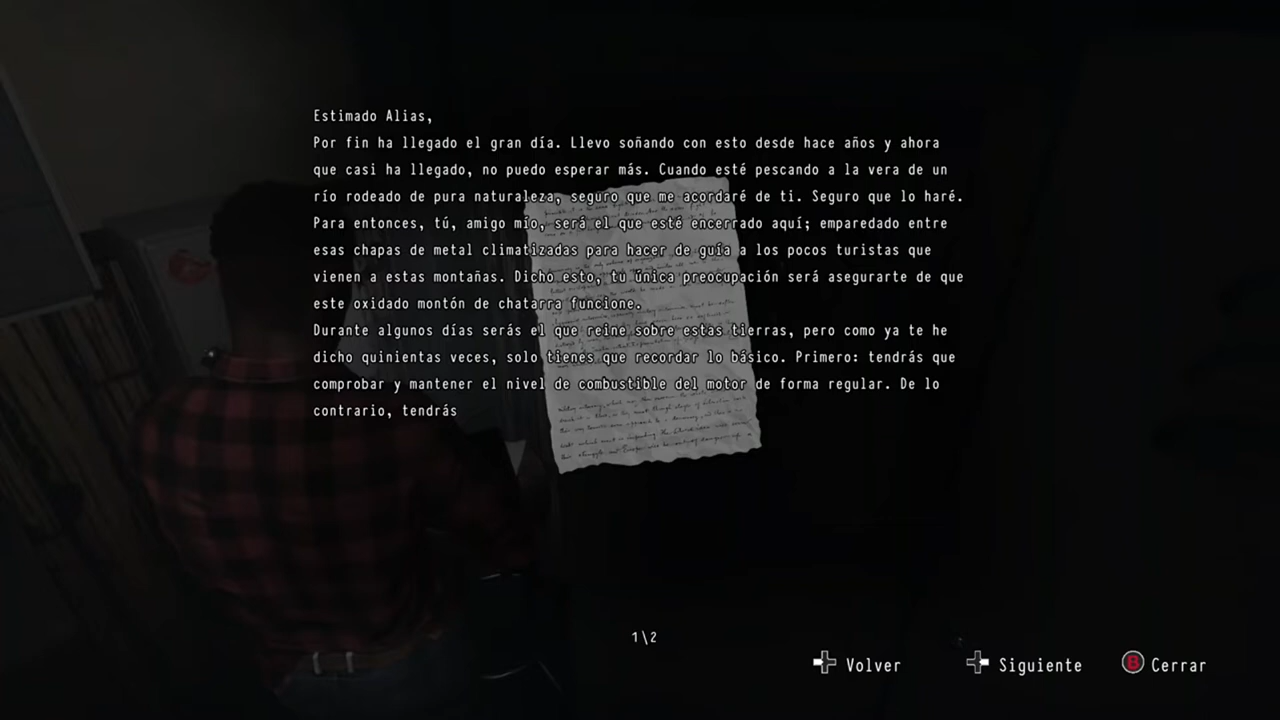 Estimado Alias,
Por fin ha llegado el gran día. Llevo soñando con esto desde hace años y ahora
que casi ha llegado, no puedo esperar más. Cuando esté pescando a la vera de un
río rodeado de pura naturaleza, seguro que me acordaré de ti. Seguro que lo haré.
Para entonces, tú, amigo mío, será el que esté encerrado aquí; emparedado entre
esas chapas de metal climatizadas para hacer de guía a los pocos turistas que
vienen a estas montañas. Dicho esto, tu única preocupación será asegurarte de que
este oxidado montón de chatarra funcione.
Durante algunos días serás el que reine sobre estas tierras, pero como ya te he
dicho quinientas veces, solo tienes que recordar lo básico. Primero: tendrás que
comprobar y mantener el nivel de combustible del motor de forma regular. De lo
contrario, tendrás
1\2
Volver
Siguiente
B Cerrar